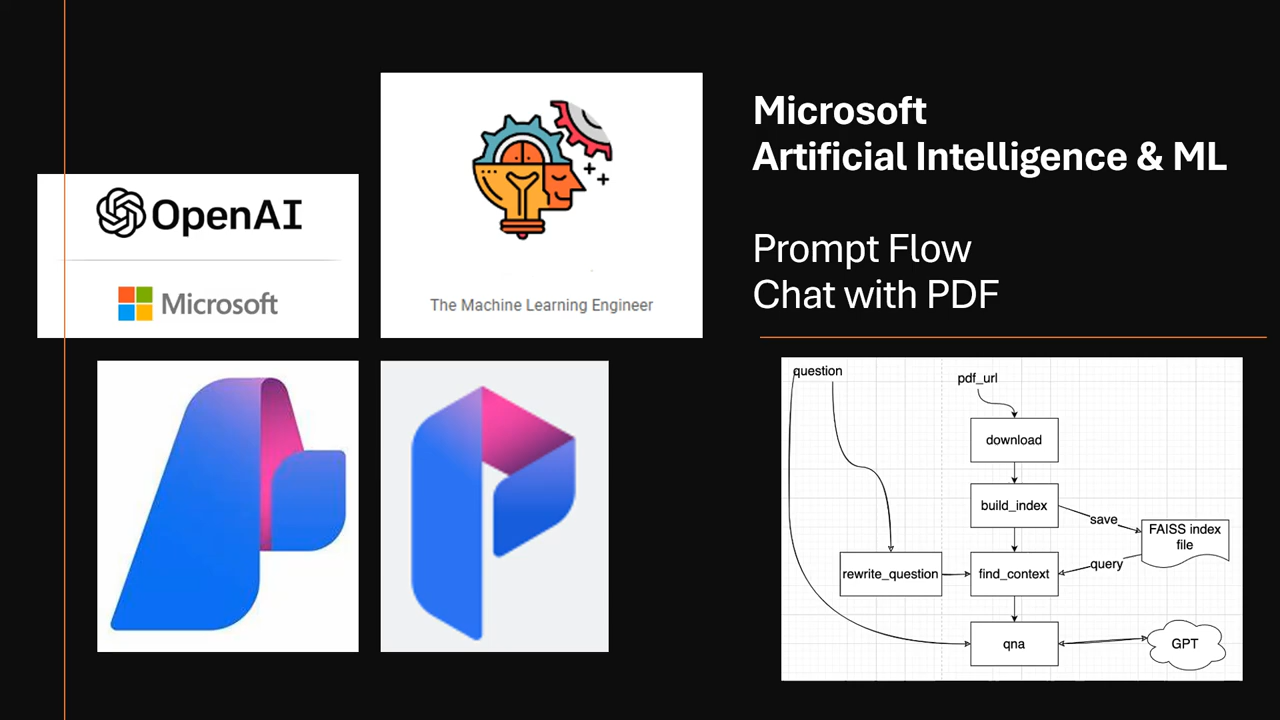 OpenAI
Microsoft
The Machine Learning Engineer
Microsoft
Artificial Intelligence & ML
Prompt Flow
Chat with PDF
question
pdf_url
download
build_index
save
FAISS index
file
rewrite_question
find_context
query
qna
GPT